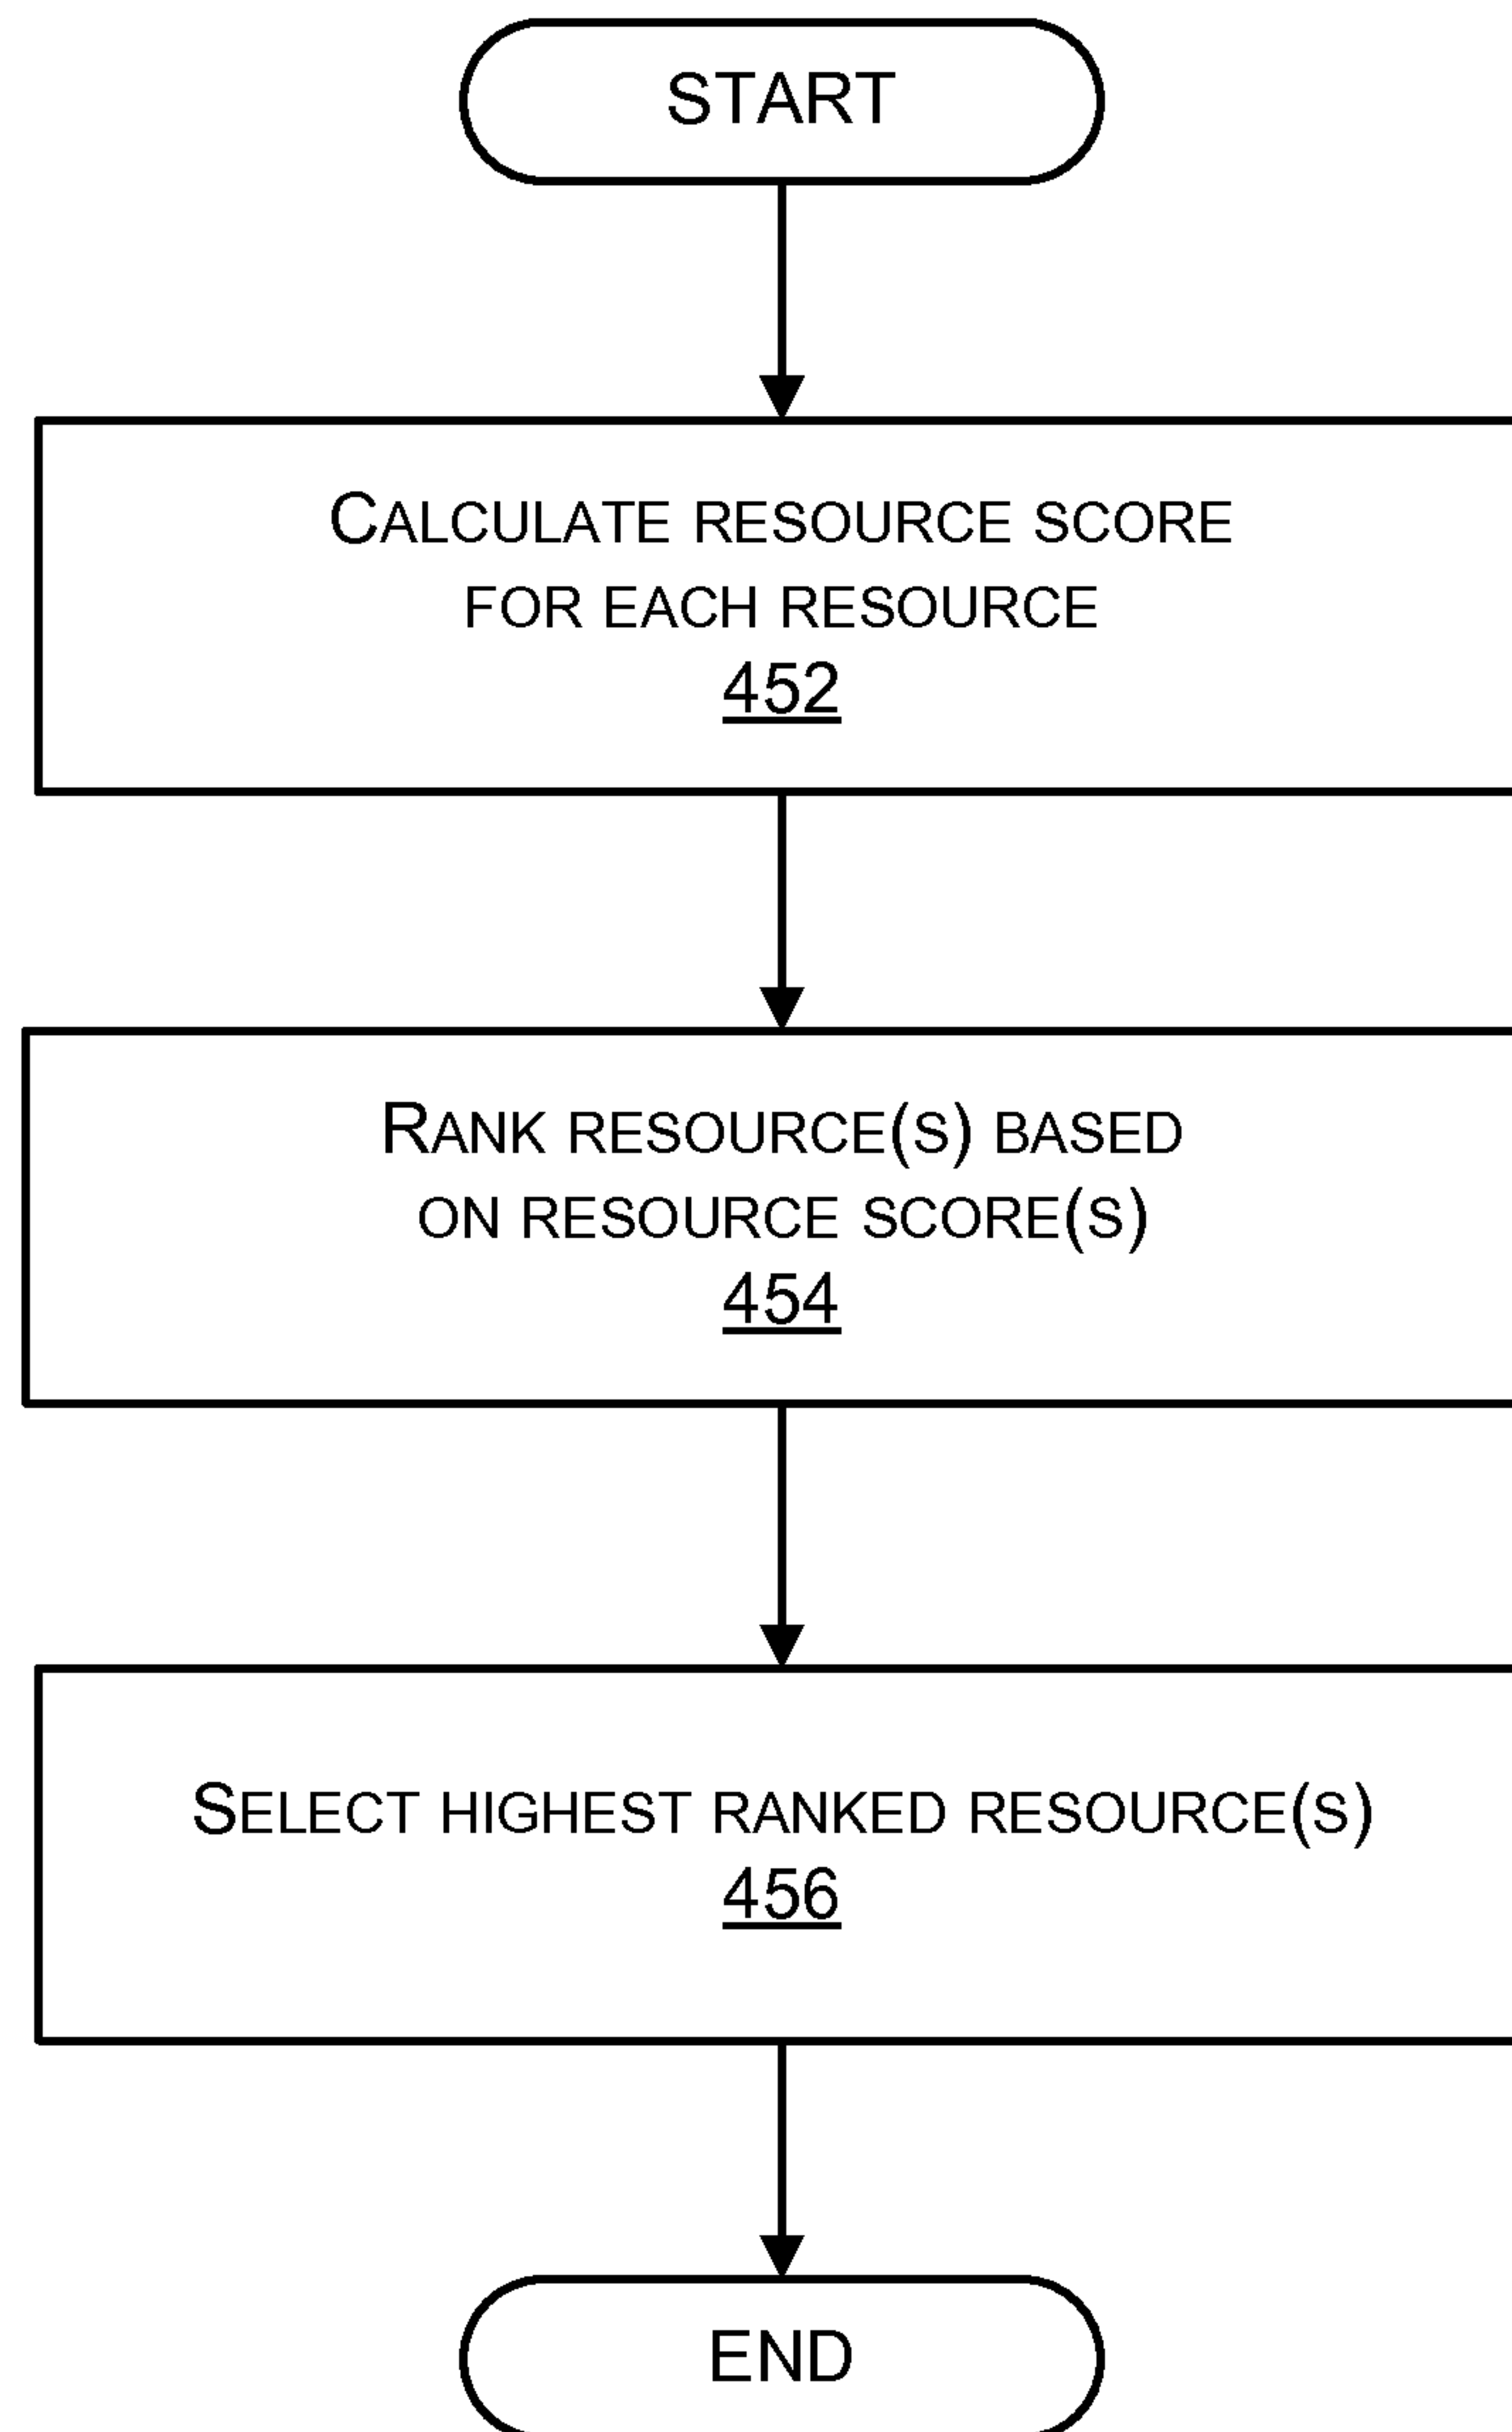 START
CALCULATE RESOURCE SCORE
FOR EACH RESOURCE
452
RANK RESOURCE(S) BASED
ON RESOURCE SCORE(S)
454
SELECT HIGHEST RANKED RESOURCE(S)
456
END